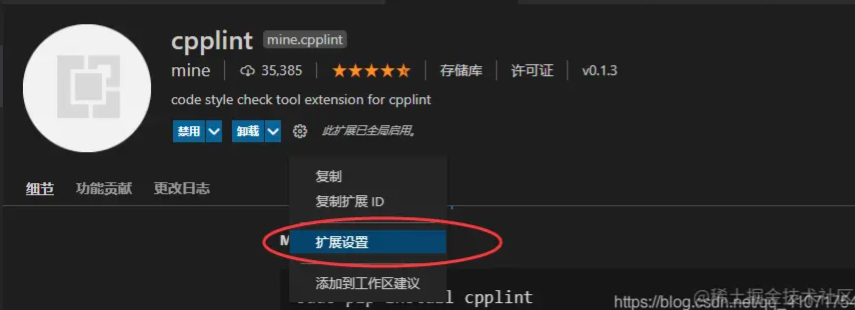 cpplint mine.cpplint
mine 35,385 存储库 许可证 v0.1.3
code style check tool extension for cpplint
禁用 卸载 此扩展已全局启用。
复制
细节 功能贡献 更改日志
复制扩展 ID
扩展设置
添加到工作区建议
install cpplint
@稀土掘金技术社区
https://blog.csdn.net/qq_41071754